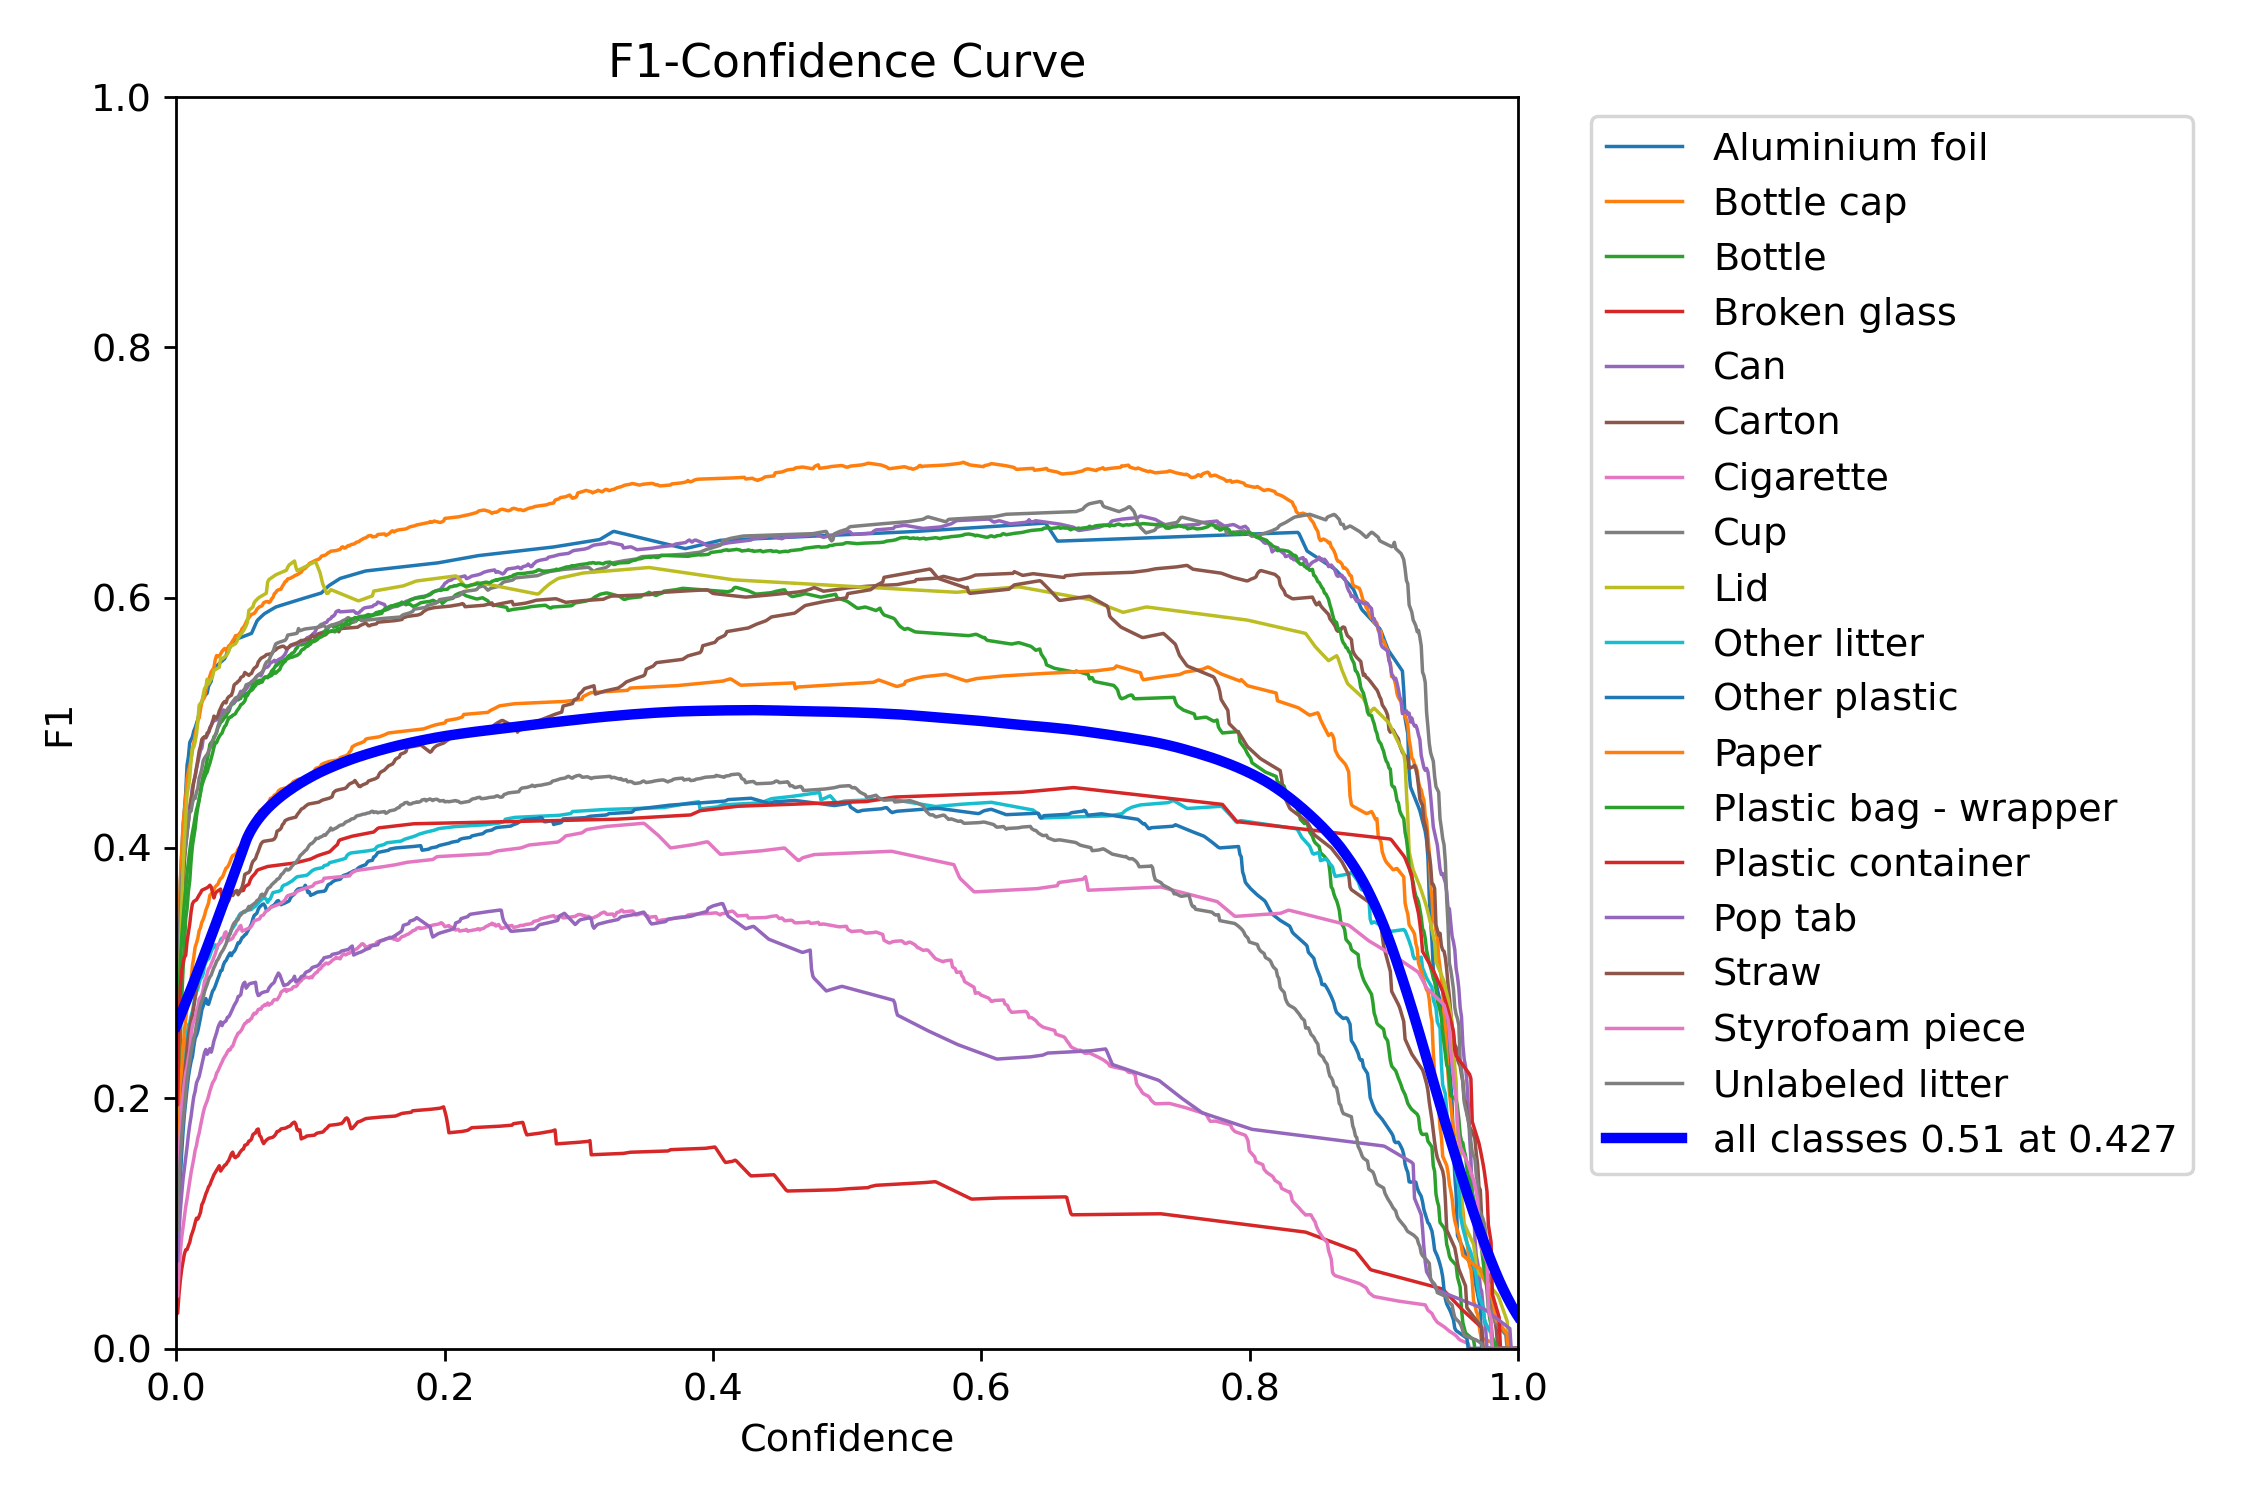 F1-Confidence Curve
1.0
0.8
0.6
0.4
0.2
0.0
F1
0.0 0.2 0.4 0.6 0.8 1.0
Confidence
Aluminium foil
Bottle cap
Bottle
Broken glass
Can
Carton
Cigarette
Cup
Lid
Other litter
Other plastic
Paper
Plastic bag - wrapper
Plastic container
Pop tab
Straw
Styrofoam piece
Unlabeled litter
all classes 0.51 at 0.427